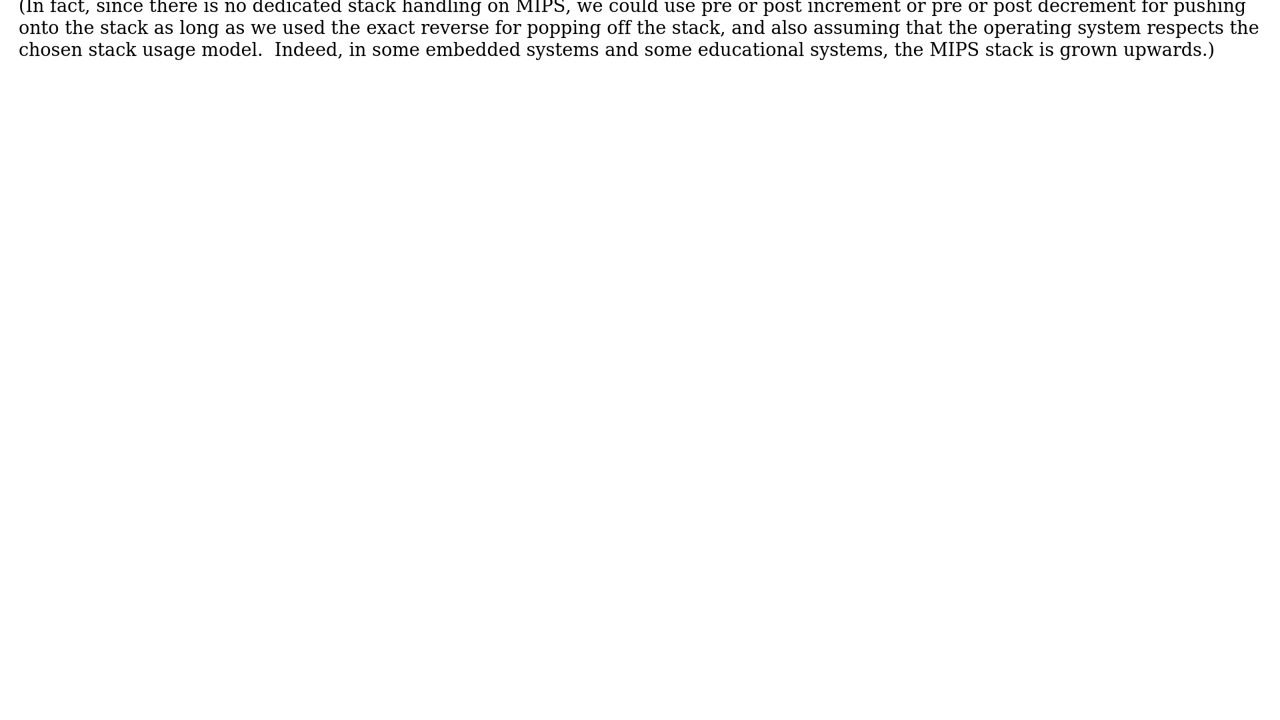 (In fact, since there is no dedicated stack handling on MIPS, we could use pre or post increment or pre or post decrement for pushing
onto the stack as long as we used the exact reverse for popping off the stack, and also assuming that the operating system respects the
chosen stack usage model.  Indeed, in some embedded systems and some educational systems, the MIPS stack is grown upwards.)